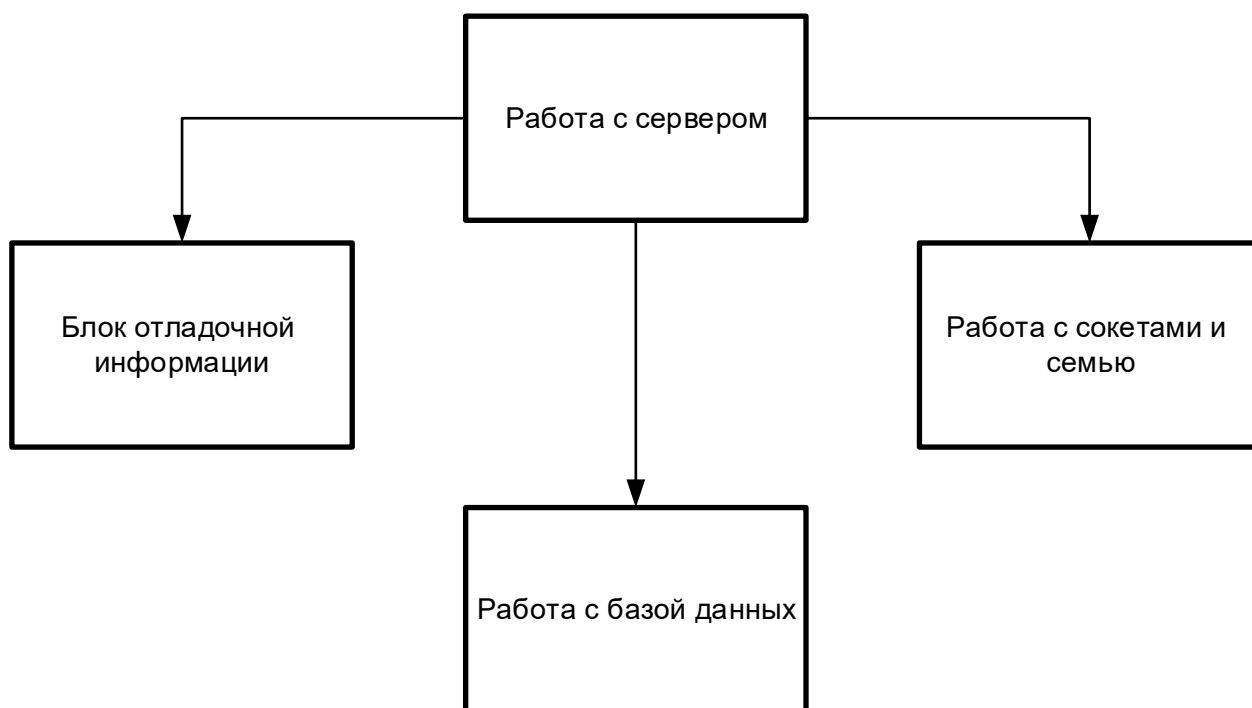 Работа с сервером
Блок отладочной
информации
Работа с сокетами и
семью
Работа с базой данных